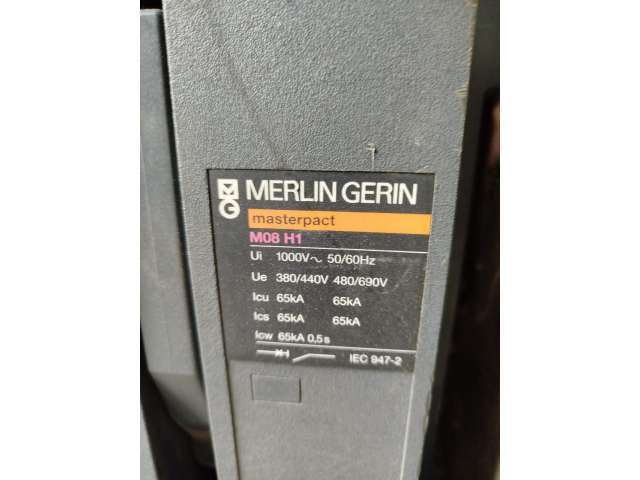 MG MERLIN GERIN
masterpact
M08 H1
Ui 1000V~ 50/60Hz
Ue 380/440V 480/690V
Icu 65kA 65kA
Ics 65kA 65kA
Icw 65kA 0,5s
IEC 947-2